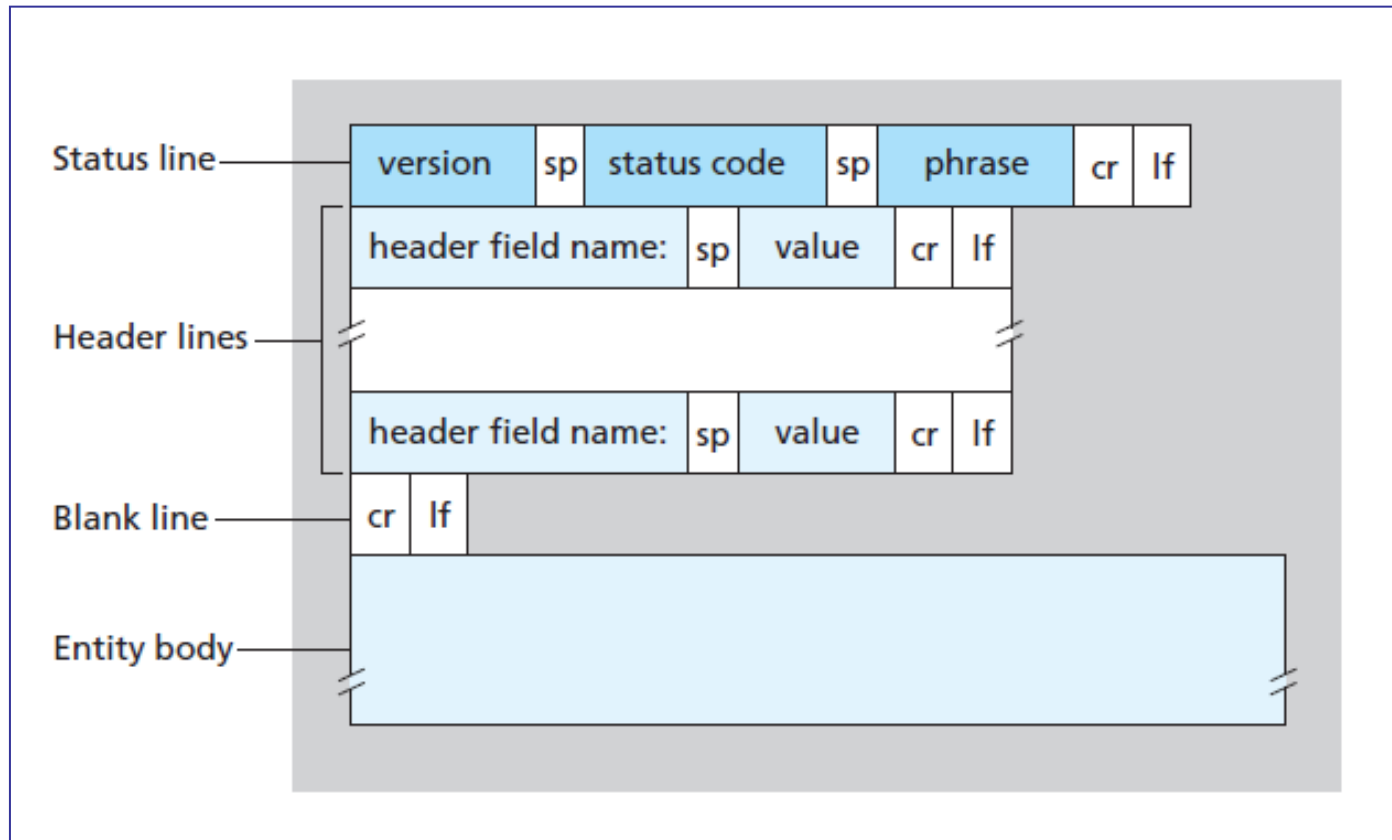 Status line version sp status code sp phrase cr lf
header field name: sp value cr lf
Header lines
header field name: sp value cr lf
Blank line cr lf
Entity body